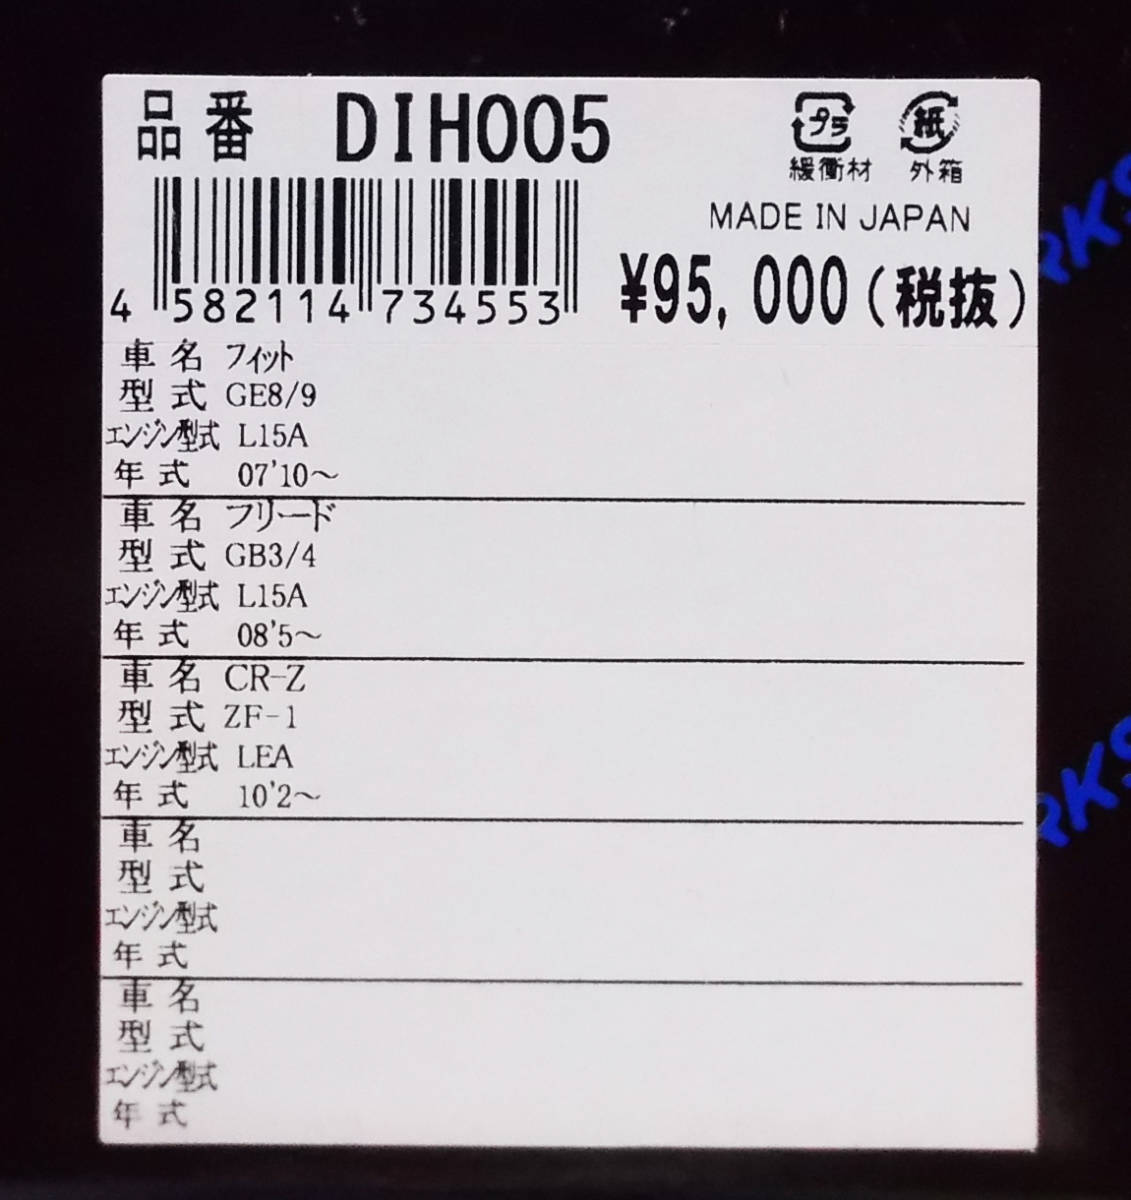 品番 DIH005
プラ 紙
緩衝材 外箱
MADE IN JAPAN
4 582114 734553
¥95,000(税抜)
車名 フィット
型式 GE8/9
エンジン型式 L15A
年式 07'10〜
車名 フリード
型式 GB3/4
エンジン型式 L15A
年式 08'5〜
車名 CR-Z
型式 ZF-1
エンジン型式 LEA
年式 10'2〜
車名
型式
エンジン型式
年式
車名
型式
エンジン型式
年式